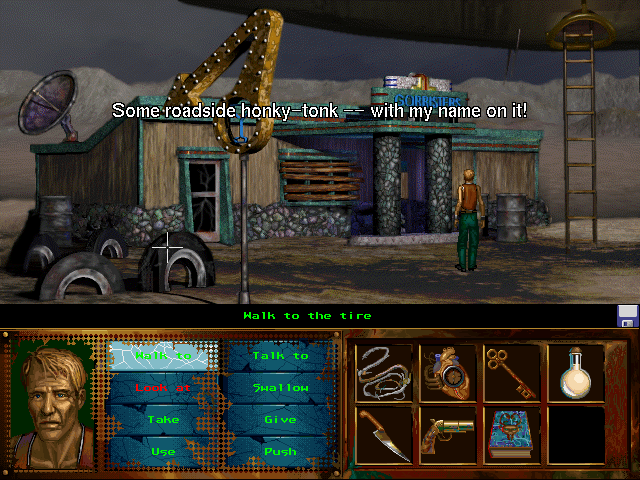 Some roadside honky-tonk -- with my name on it!
GORRISTERS
Walk to the tire
Walk to
Talk to
Look at
Swallow
Take
Give
Use
Push